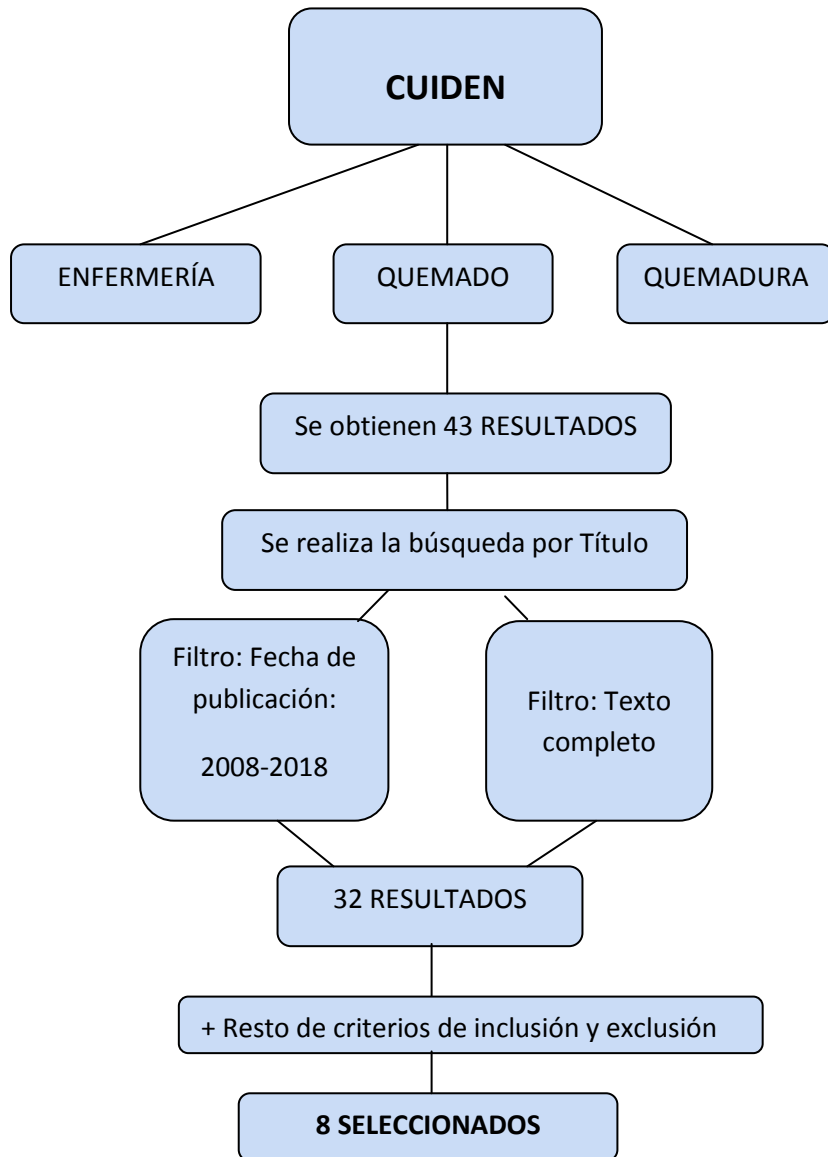 CUIDEN
ENFERMERÍA
QUEMADO
QUEMADURA
Se obtienen 43 RESULTADOS
Se realiza la búsqueda por Título
Filtro: Fecha de
publicación:
2008-2018
Filtro: Texto
completo
32 RESULTADOS
+ Resto de criterios de inclusión y exclusión
8 SELECCIONADOS